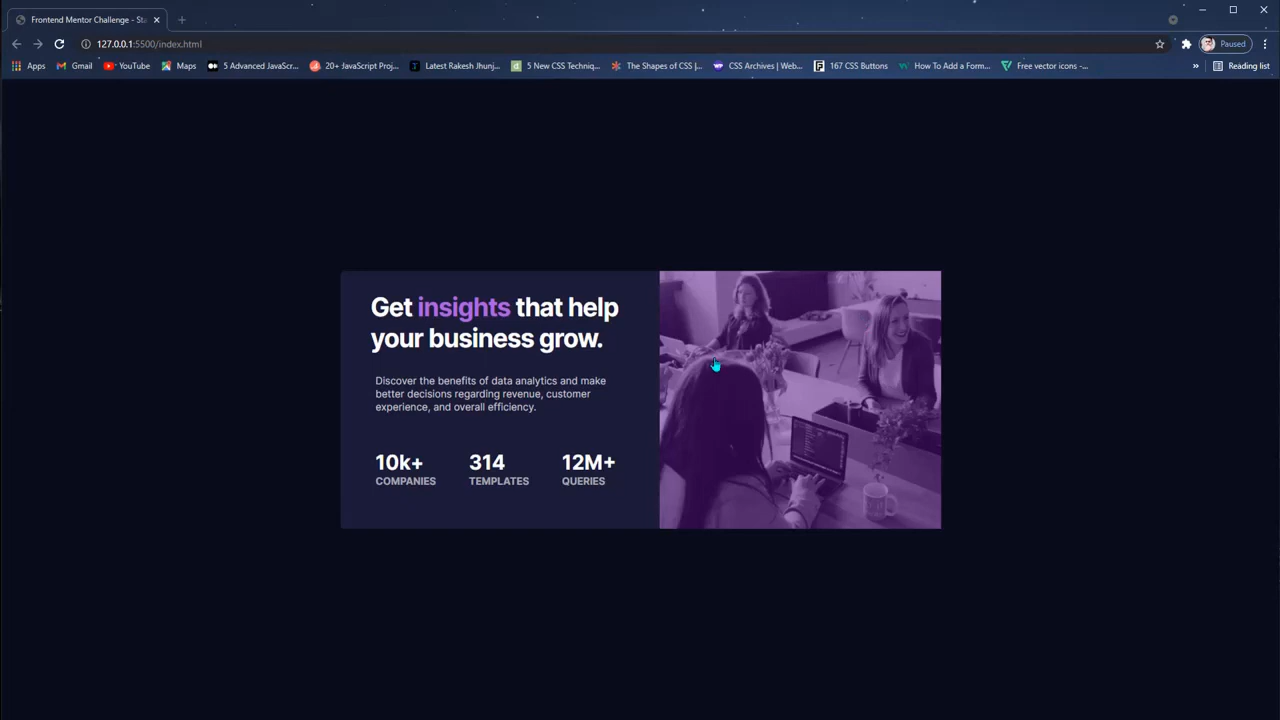 Frontend Mentor Challenge - Sta
127.0.0.1:5500/index.html
Paused
Apps
Gmail
YouTube
Maps
5 Advanced JavaScr...
20+ JavaScript Proj...
Latest Rakesh Jhunj...
5 New CSS Techniq...
The Shapes of CSS |...
CSS Archives | Web...
167 CSS Buttons
How To Add a Form...
Free vector icons -...
»
Reading list
Get insights that help
your business grow.
Discover the benefits of data analytics and make
better decisions regarding revenue, customer
experience, and overall efficiency.
10k+ 314 12M+
COMPANIES TEMPLATES QUERIES